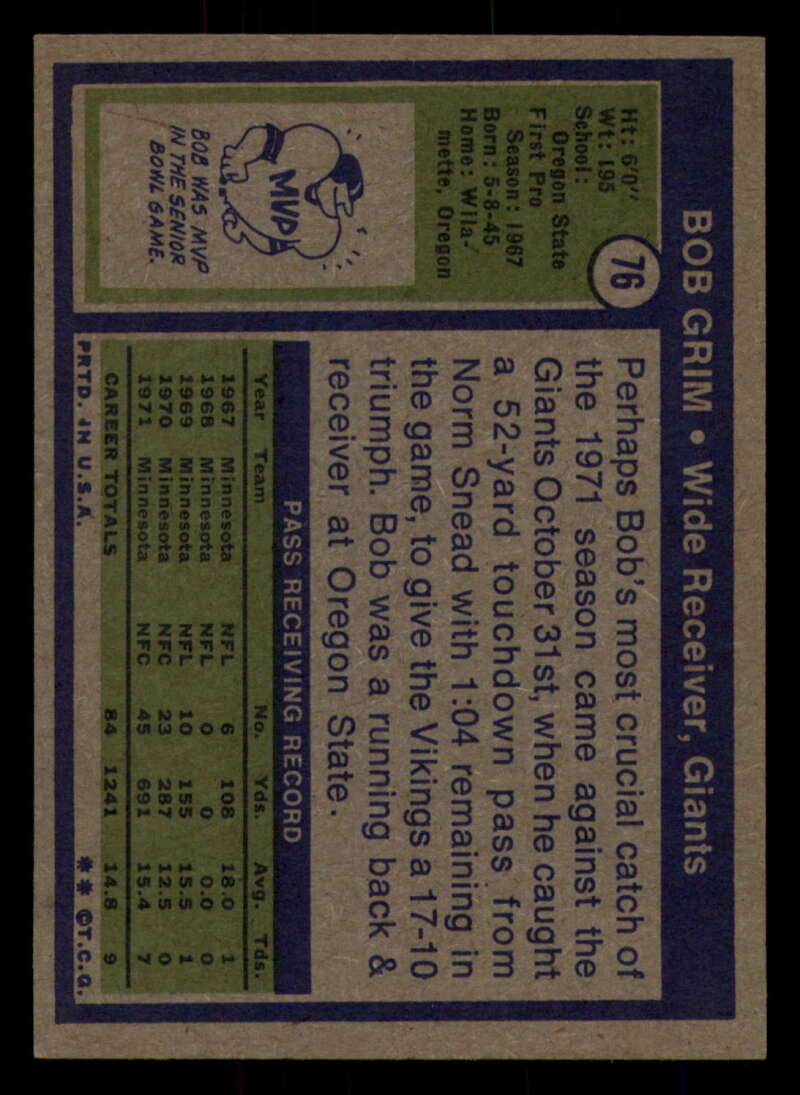 BOB GRIM • Wide Receiver, Giants
76
Ht: 6'0"
Wt: 195
School:
Oregon State
First Pro
Season: 1967
Born: 5-8-45
Home: Wila-
mette, Oregon
MVP
BOB WAS MVP
IN THE SENIOR
BOWL GAME.
Perhaps Bob's most crucial catch of
the 1971 season came against the
Giants October 31st, when he caught
a 52-yard touchdown pass from
Norm Snead with 1:04 remaining in
the game, to give the Vikings a 17-10
triumph. Bob was a running back &
receiver at Oregon State.
PASS RECEIVING RECORD
Year Team No. Yds. Avg. Tds.
1967 Minnesota NFL 6 108 18.0 1
1968 Minnesota NFL 0 0 0.0 0
1969 Minnesota NFL 10 155 15.5 1
1970 Minnesota NFC 23 287 12.5 0
1971 Minnesota NFC 45 691 15.4 7
CAREER TOTALS 84 1241 14.8 9
PRTD. IN U.S.A. ** ©T.C.G.